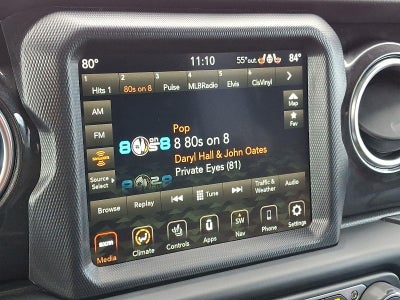 80° 11:10 55°out 84°
1 2 3 4 5 6
Hits 1 80s on 8 Pulse MLBRadio Elvis ClsVinyl
AM
FM
Source
Select
Map
Fav
Pop
8 80s on 8
Daryl Hall & John Oates
Private Eyes (81)
Browse Replay Tune Traffic &
Weather Audio
Media Climate Controls Apps Nav Phone Settings
SW